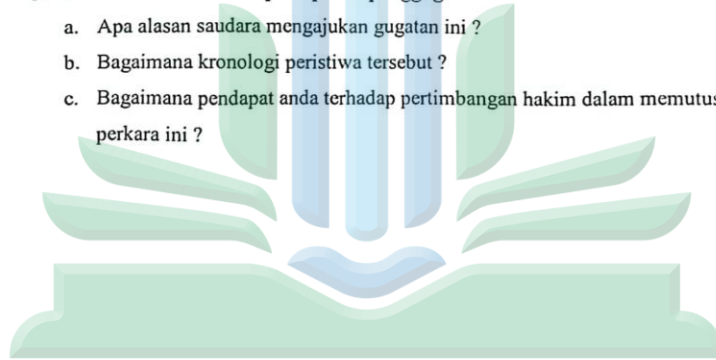 a. Apa alasan saudara mengajukan gugatan ini ?
b. Bagaimana kronologi peristiwa tersebut ?
c. Bagaimana pendapat anda terhadap pertimbangan hakim dalam
perkara ini ?